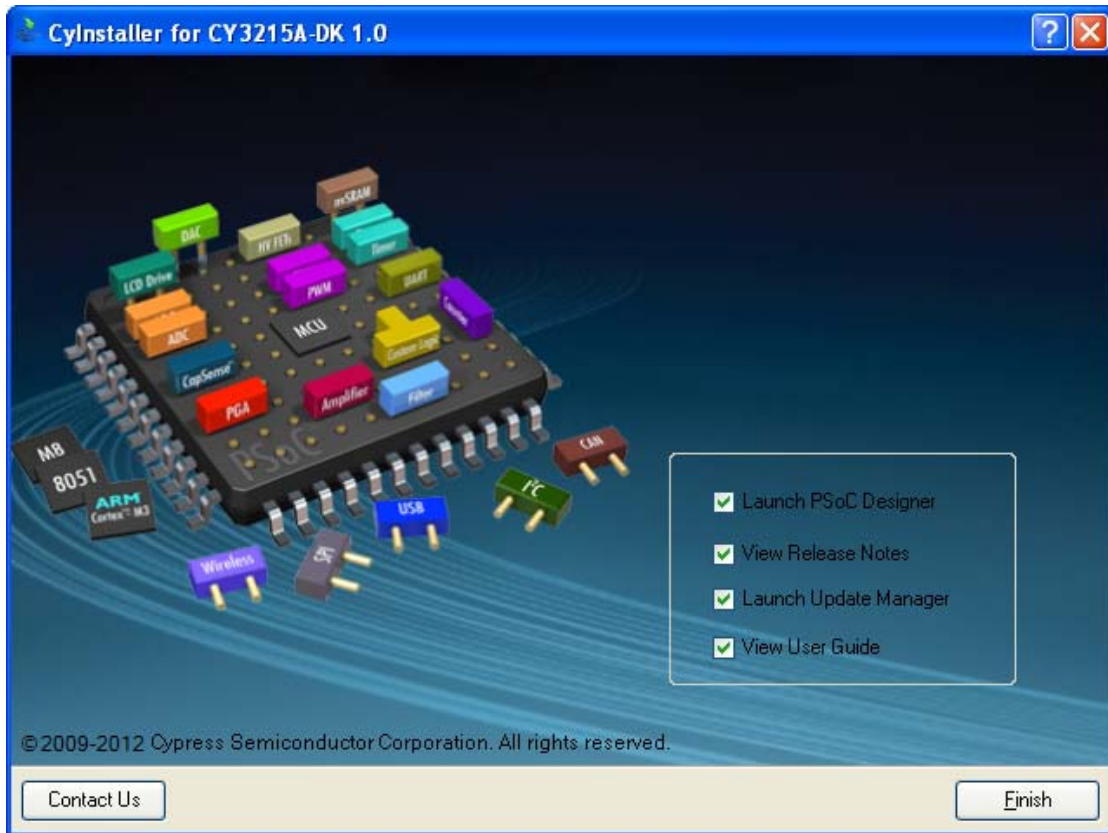 CyInstaller for CY3215A-DK 1.0
nvSRAM
DAC
HV FETs
Timer
LCD Drive
PWM
UART
Counter
ADC
MCU
Custom Logic
CapSense™
PGA
Amplifier
Filter
PSoC
M8
8051
ARM
Cortex™ M3
CAN
I²C
USB
SPI
Wireless
Launch PSoC Designer
View Release Notes
Launch Update Manager
View User Guide
©2009-2012 Cypress Semiconductor Corporation. All rights reserved.
Contact Us
Finish